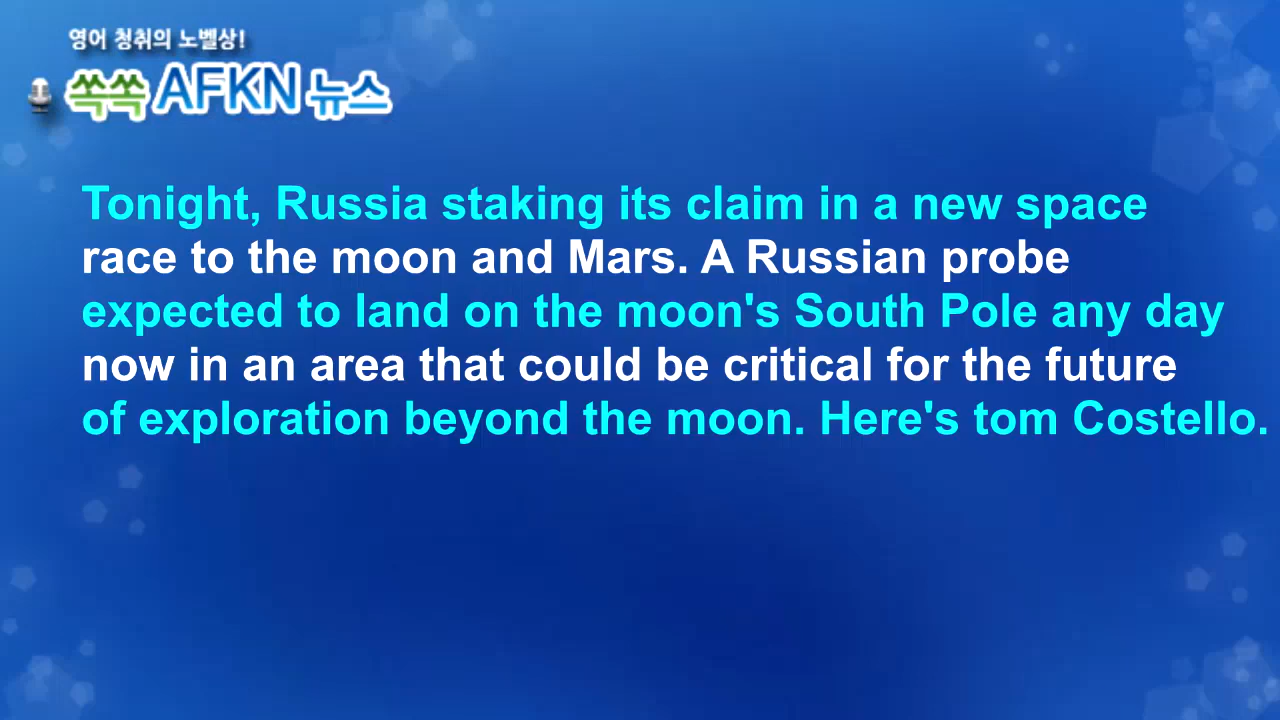 영어 청취의 노벨상!
쏙쏙 AFKN 뉴스
Tonight, Russia staking its claim in a new space
race to the moon and Mars. A Russian probe
expected to land on the moon's South Pole any day
now in an area that could be critical for the future
of exploration beyond the moon. Here's tom Costello.